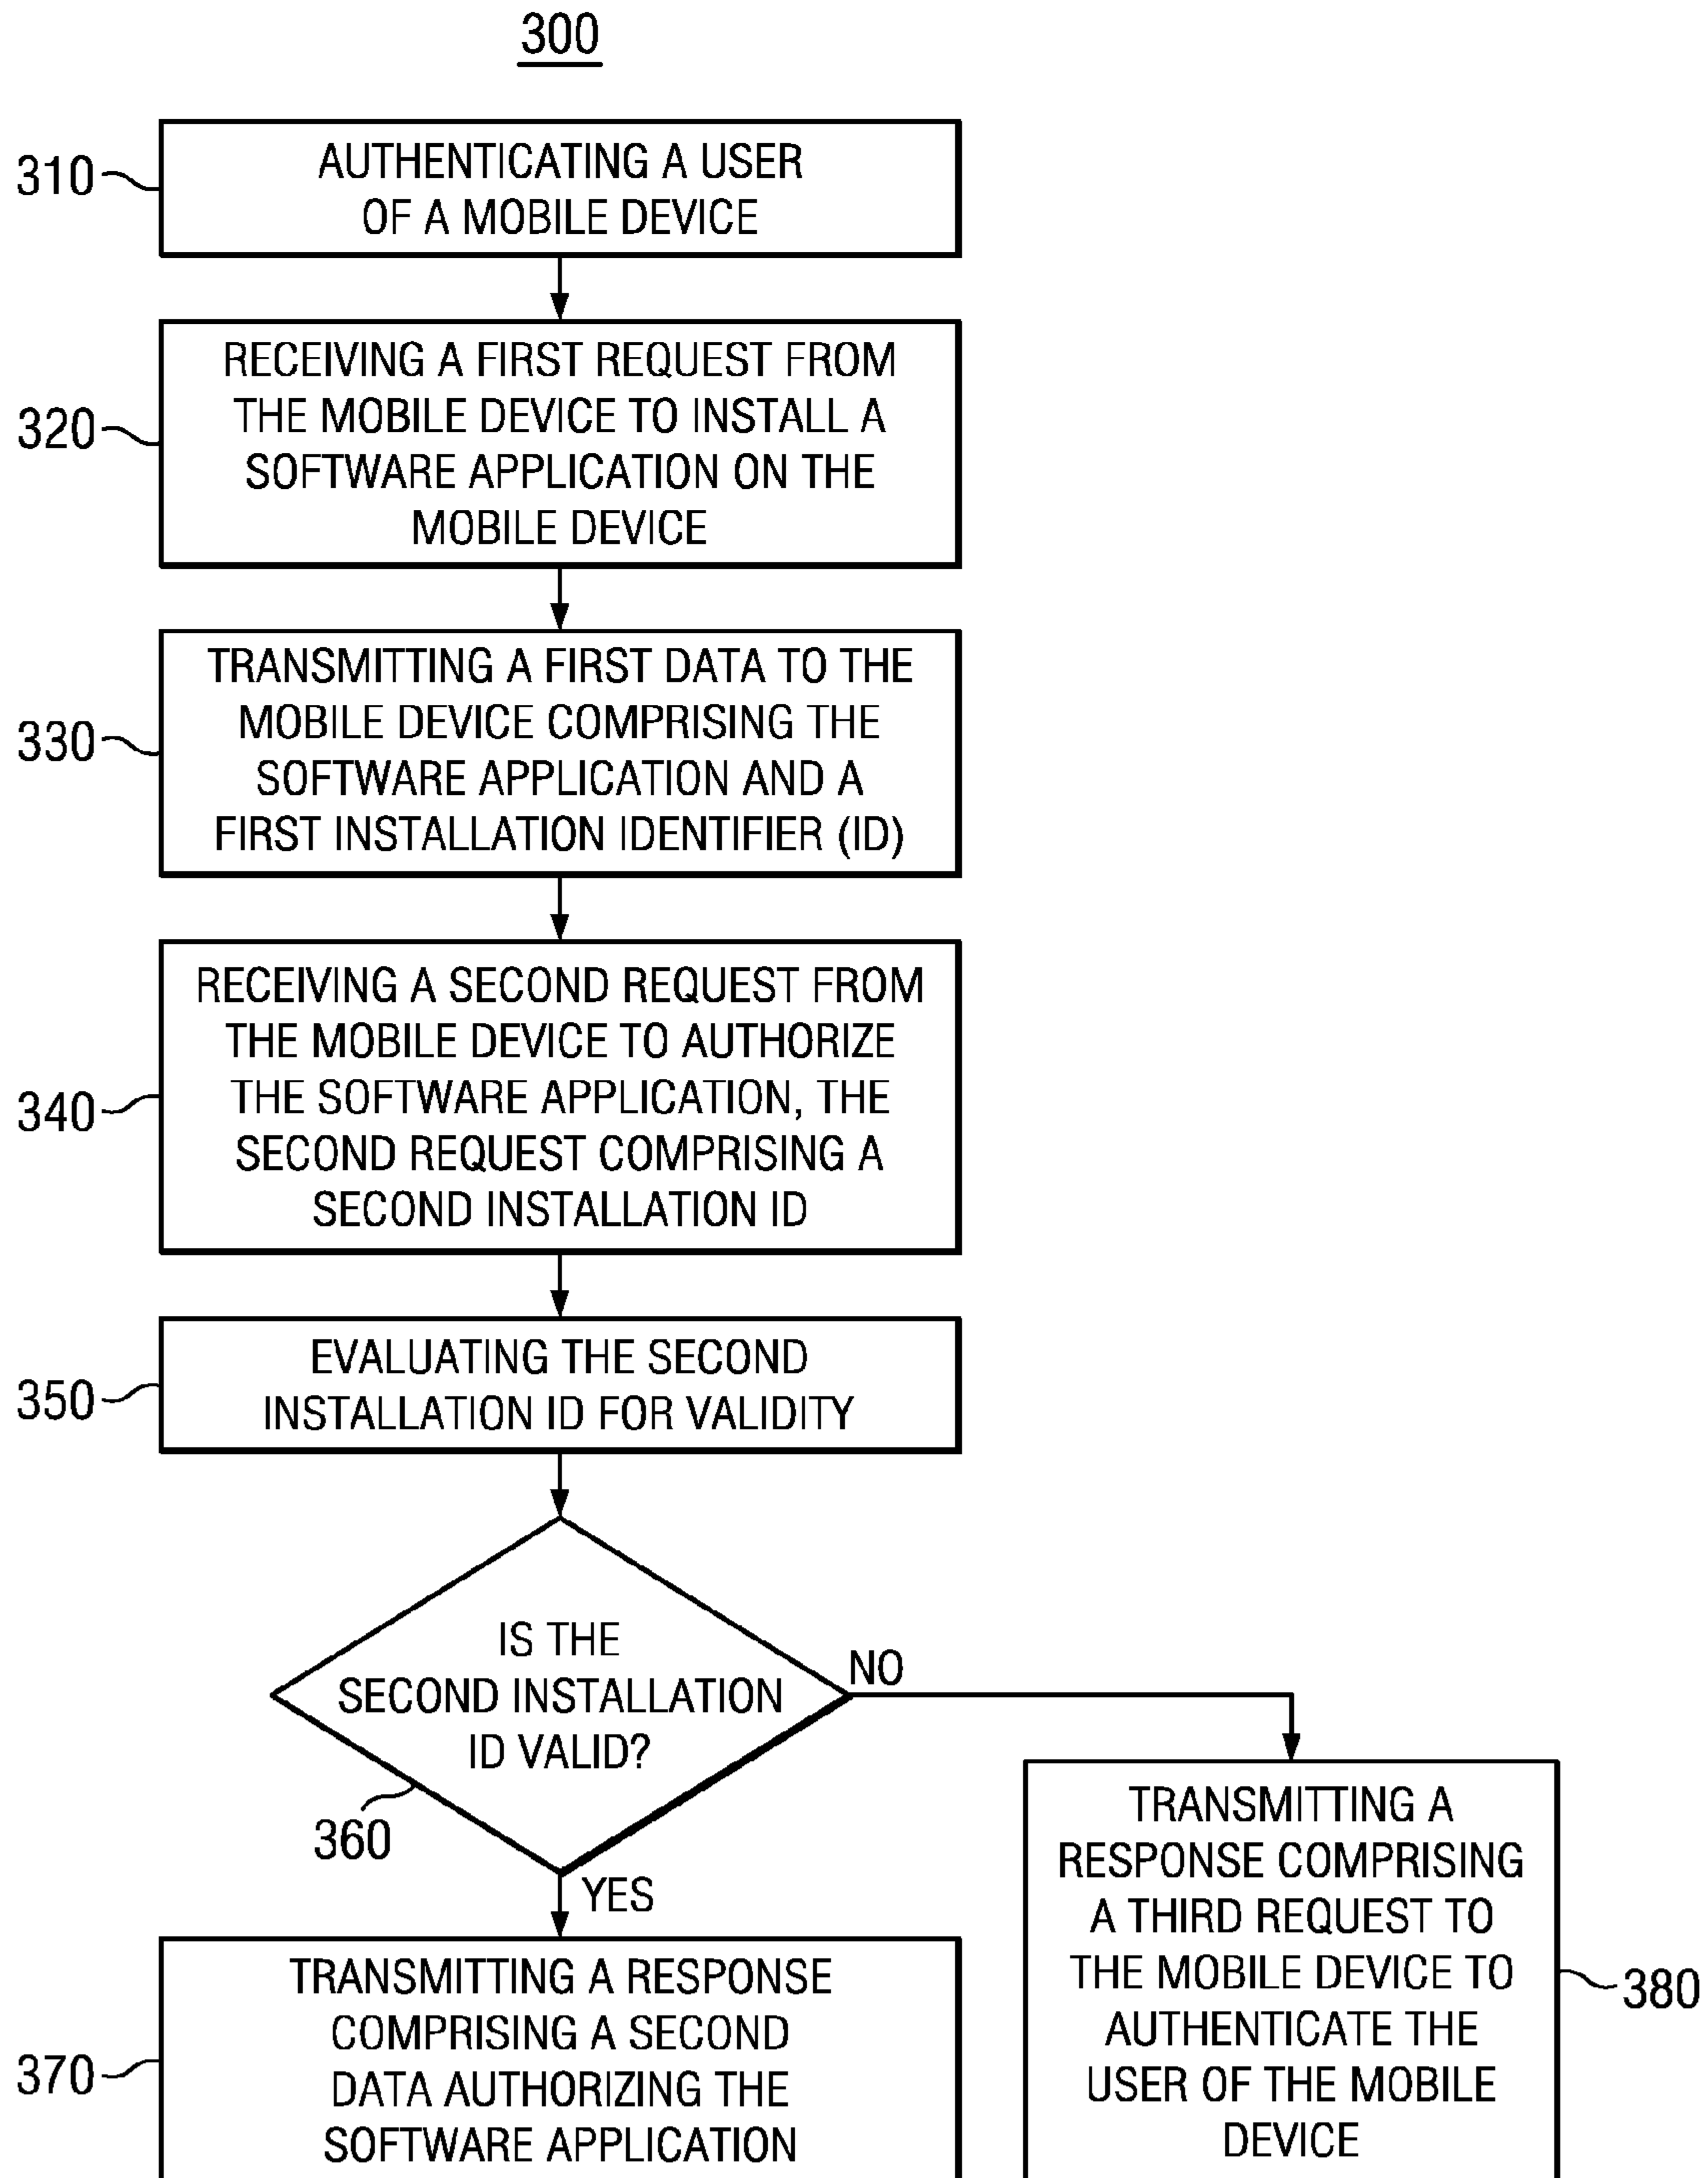 300
310
AUTHENTICATING A USER
OF A MOBILE DEVICE
320
RECEIVING A FIRST REQUEST FROM
THE MOBILE DEVICE TO INSTALL A
SOFTWARE APPLICATION ON THE
MOBILE DEVICE
330
TRANSMITTING A FIRST DATA TO THE
MOBILE DEVICE COMPRISING THE
SOFTWARE APPLICATION AND A
FIRST INSTALLATION IDENTIFIER (ID)
340
RECEIVING A SECOND REQUEST FROM
THE MOBILE DEVICE TO AUTHORIZE
THE SOFTWARE APPLICATION, THE
SECOND REQUEST COMPRISING A
SECOND INSTALLATION ID
350
EVALUATING THE SECOND
INSTALLATION ID FOR VALIDITY
IS THE
SECOND INSTALLATION
ID VALID?
360
NO
YES
370
TRANSMITTING A RESPONSE
COMPRISING A SECOND
DATA AUTHORIZING THE
SOFTWARE APPLICATION
TRANSMITTING A
RESPONSE COMPRISING
A THIRD REQUEST TO
THE MOBILE DEVICE TO
AUTHENTICATE THE
USER OF THE MOBILE
DEVICE
380